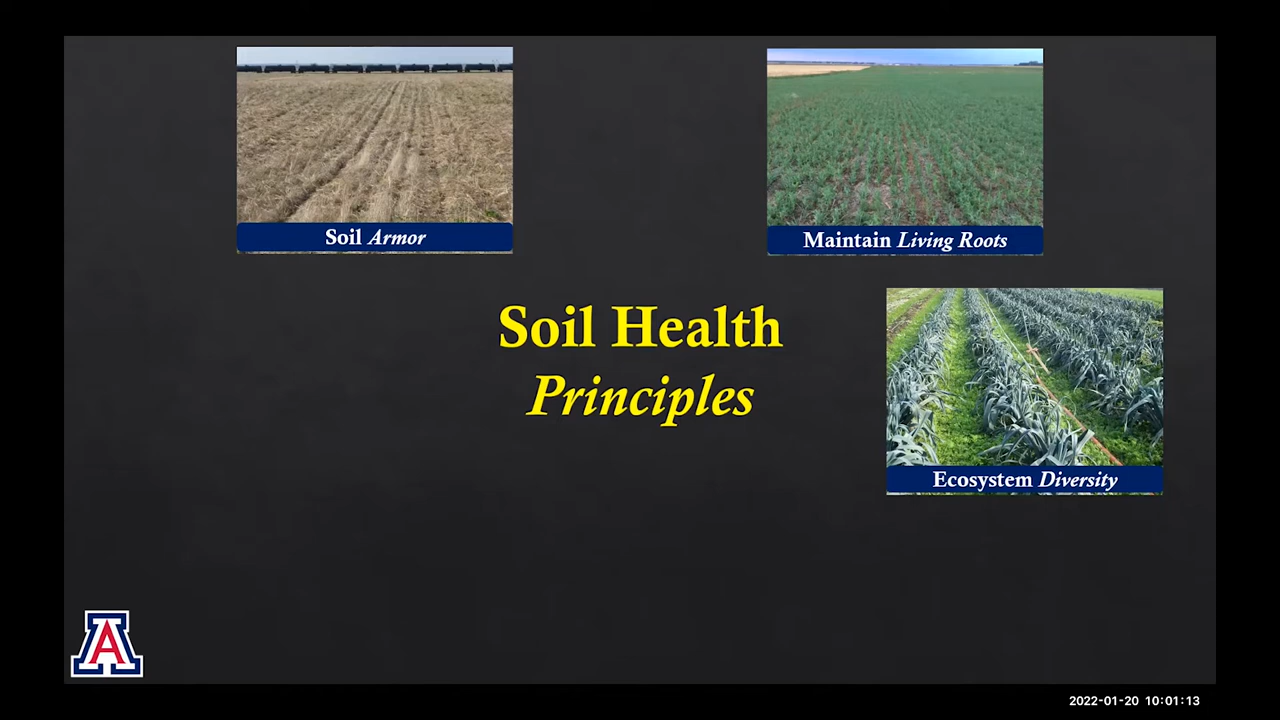 Soil Armor
Maintain Living Roots
Soil Health
Principles
Ecosystem Diversity
A
2022-01-20 10:01:13